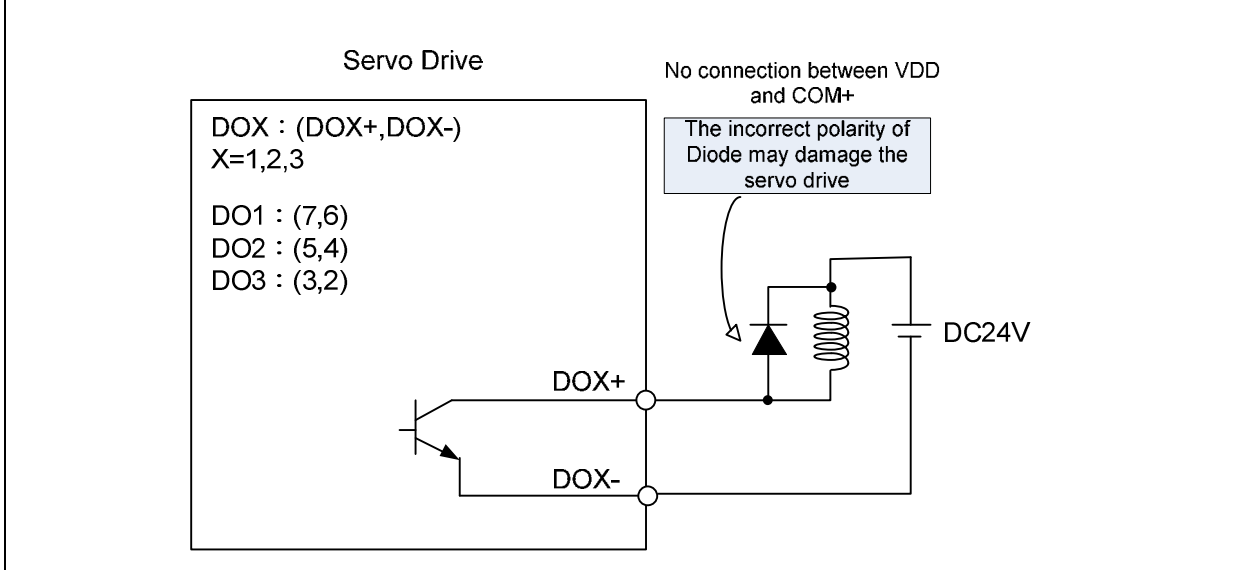 Servo Drive
No connection between VDD
and COM+
The incorrect polarity of
Diode may damage the
servo drive
DOX：(DOX+,DOX-)
X=1,2,3
DO1：(7,6)
DO2：(5,4)
DO3：(3,2)
DC24V
DOX+
DOX-